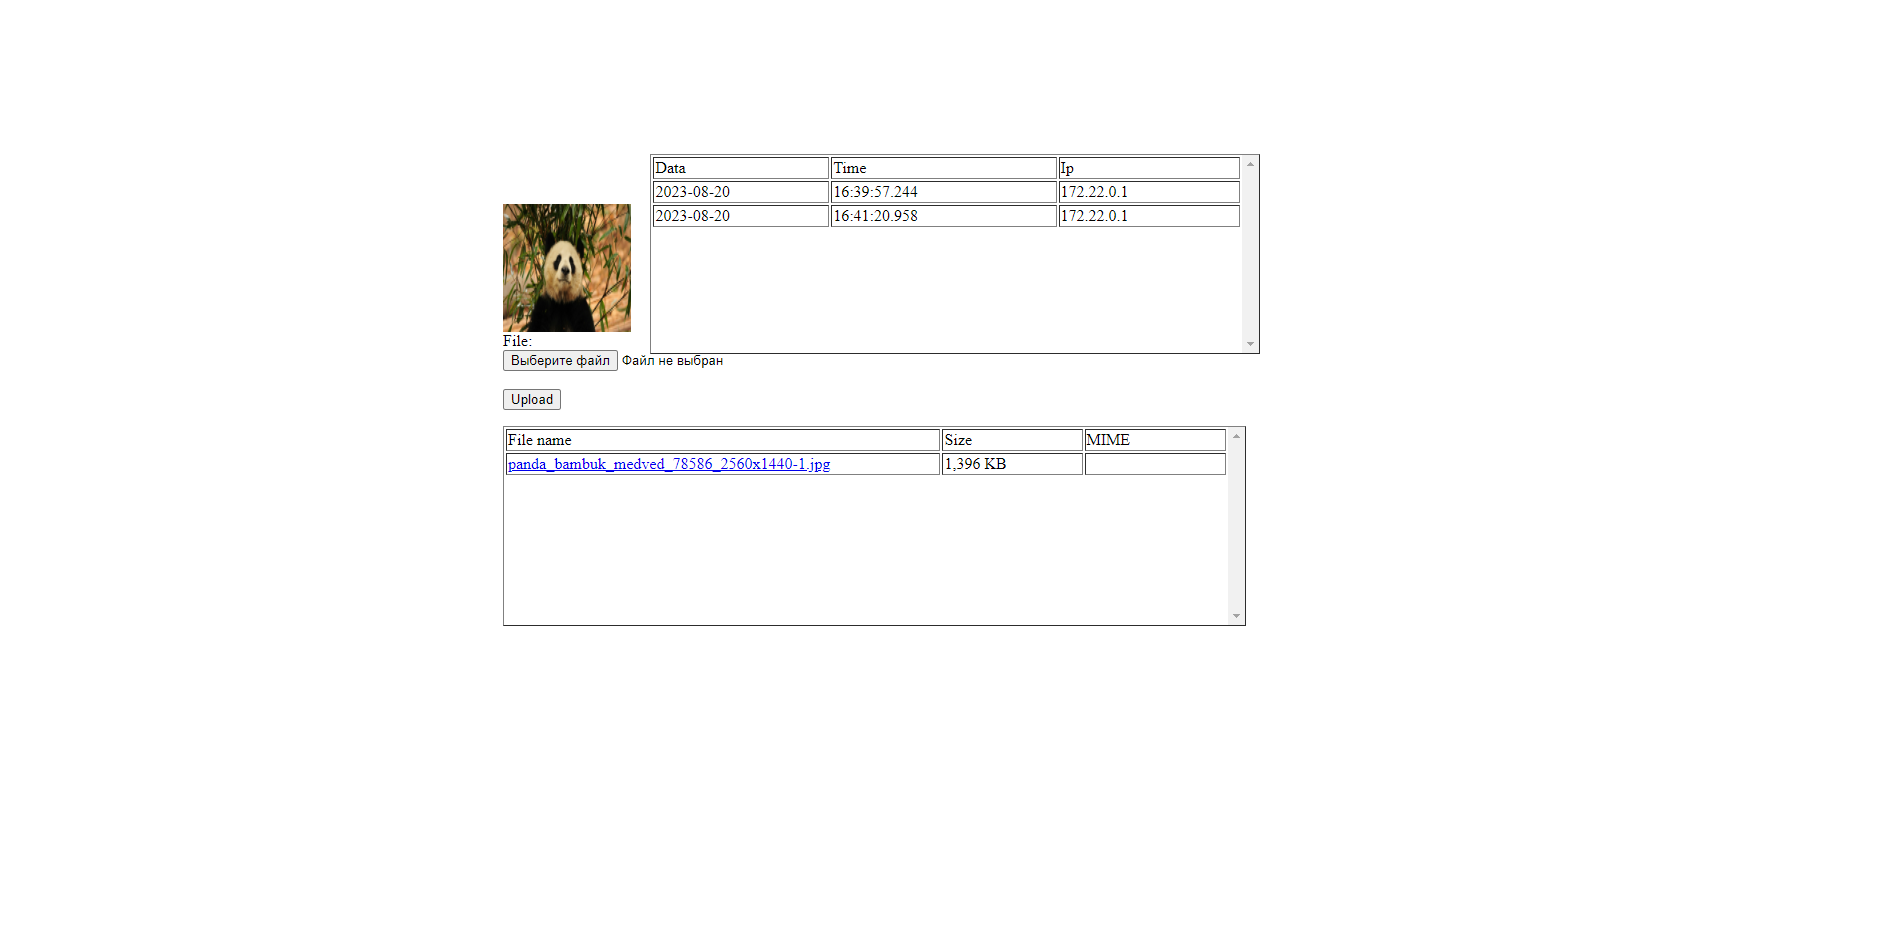 Data Time Ip
2023-08-20 16:39:57.244 172.22.0.1
2023-08-20 16:41:20.958 172.22.0.1
File:
Выберите файл Файл не выбран
Upload
File name Size MIME
panda_bambuk_medved_78586_2560x1440-1.jpg 1,396 KB